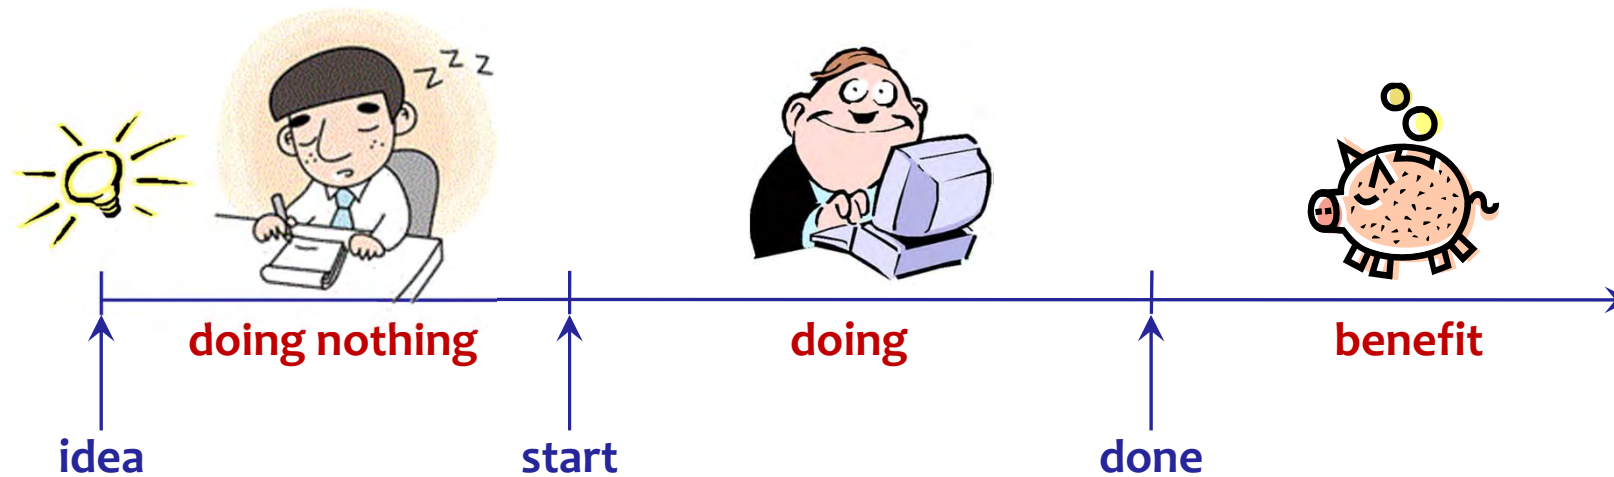 z z z
doing nothing
doing
benefit
idea
start
done